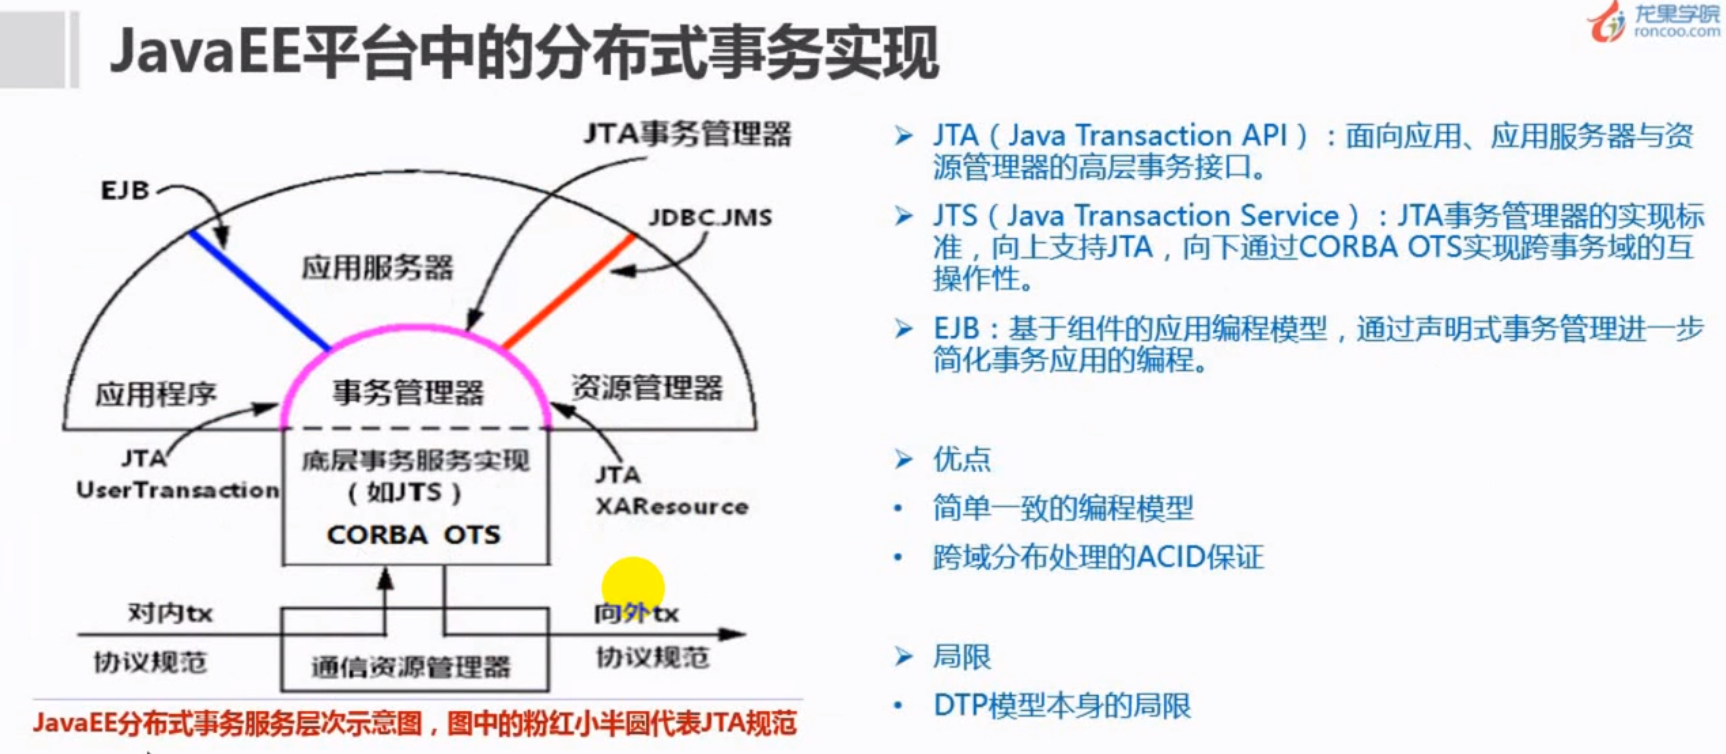 JavaEE平台中的分布式事务实现
龙果学院
roncoo.com
JTA事务管理器
EJB
JDBC.JMS
应用服务器
应用程序
事务管理器
资源管理器
JTA
UserTransaction
底层事务服务实现
（如JTS）
CORBA OTS
JTA
XAResource
对内tx
协议规范
通信资源管理器
向外tx
协议规范
JavaEE分布式事务服务层次示意图，图中的粉红小半圆代表JTA规范
➢ JTA（Java Transaction API）：面向应用、应用服务器与资
源管理器的高层事务接口。
➢ JTS（Java Transaction Service）：JTA事务管理器的实现标
准，向上支持JTA，向下通过CORBA OTS实现跨事务域的互
操作性。
➢ EJB：基于组件的应用编程模型，通过声明式事务管理进一步
简化事务应用的编程。
➢ 优点
• 简单一致的编程模型
• 跨域分布处理的ACID保证
➢ 局限
• DTP模型本身的局限